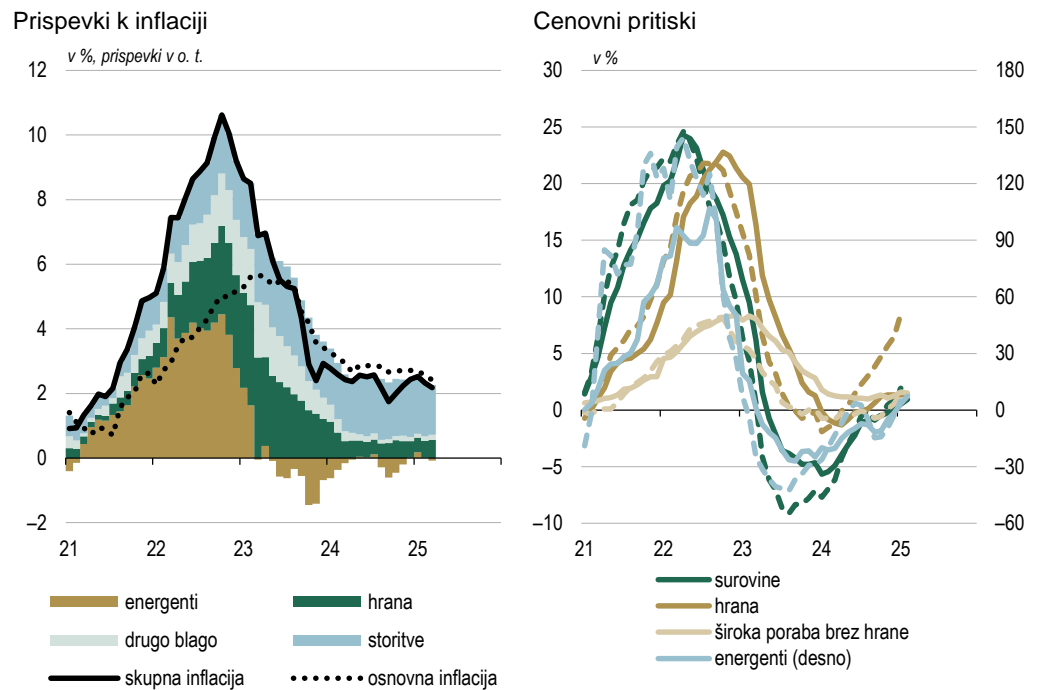 Prispevki k inflaciji
v %, prispevki v o. t.
12
10
8
6
4
2
0
–2
21 22 23 24 25
energenti hrana
drugo blago storitve
skupna inflacija osnovna inflacija
Cenovni pritiski
v %
30 180
25 150
20 120
15 90
10 60
5 30
0 0
–5 –30
–10 –60
21 22 23 24 25
surovine
hrana
široka poraba brez hrane
energenti (desno)